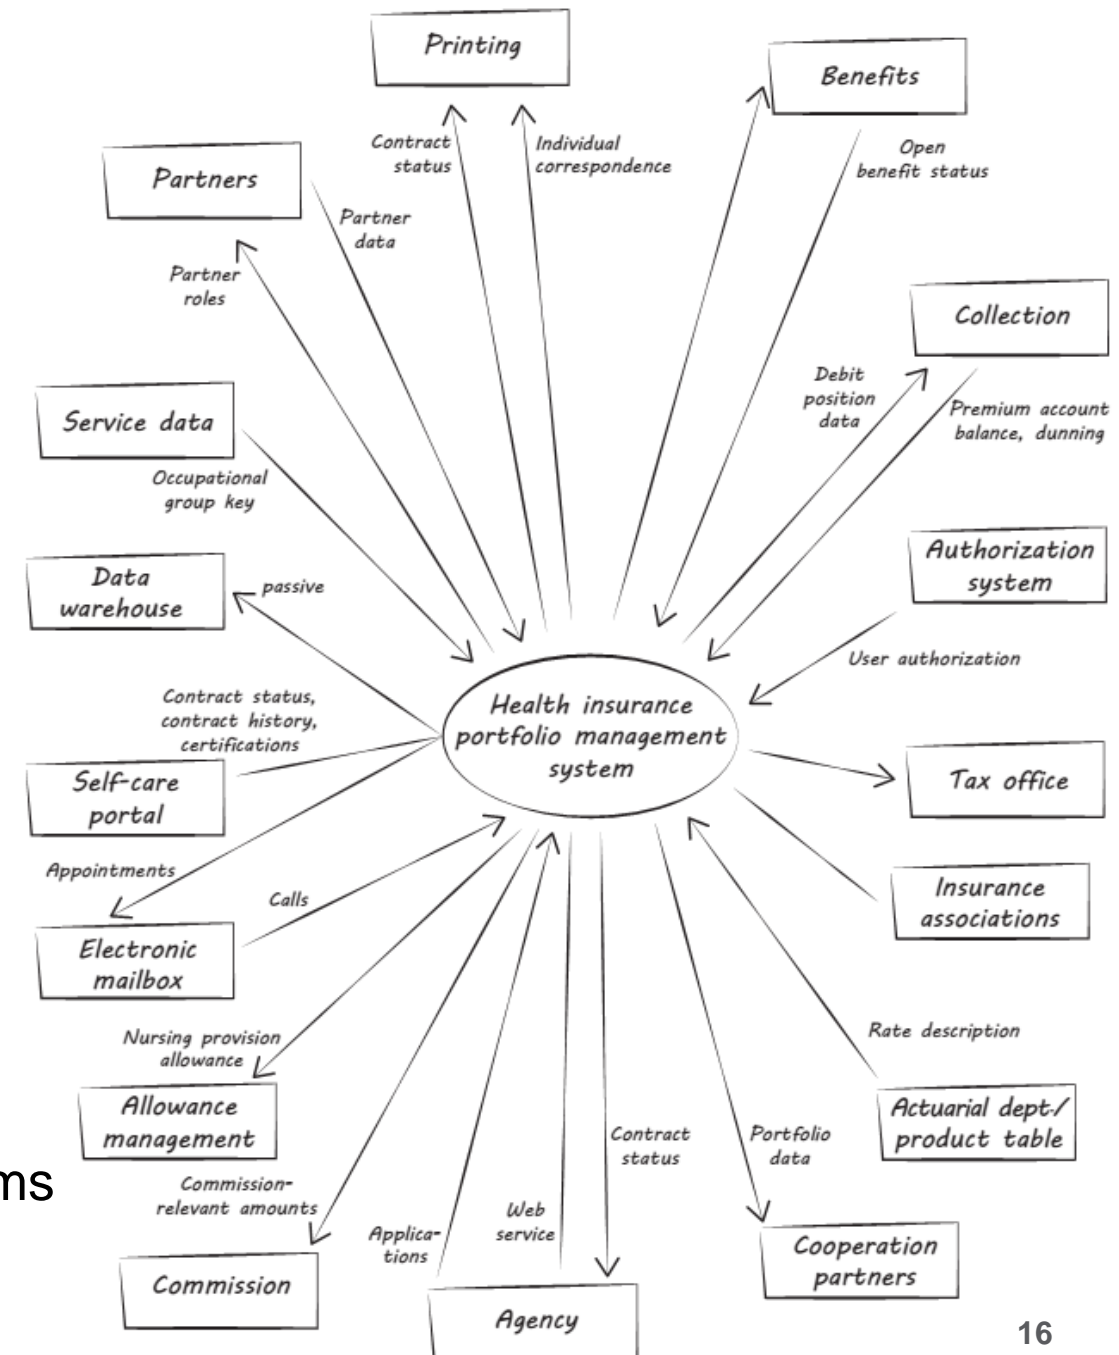 Printing
Benefits
Contract
status
Individual
correspondence
Open
benefit status
Partners
Partner
data
Partner
roles
Collection
Debit
position
data
Premium account
balance, dunning
Service data
Occupational
group key
Authorization
system
Data
warehouse
passive
User authorization
Contract status,
contract history,
certifications
Health insurance
portfolio management
system
Self-care
portal
Tax office
Appointments
Calls
Insurance
associations
Electronic
mailbox
Nursing provision
allowance
Rate description
Allowance
management
Actuarial dept./
product table
Contract
status
Portfolio
data
ms
Commission-
relevant amounts
Applica-
tions
Web
service
Commission
Cooperation
partners
Agency
16